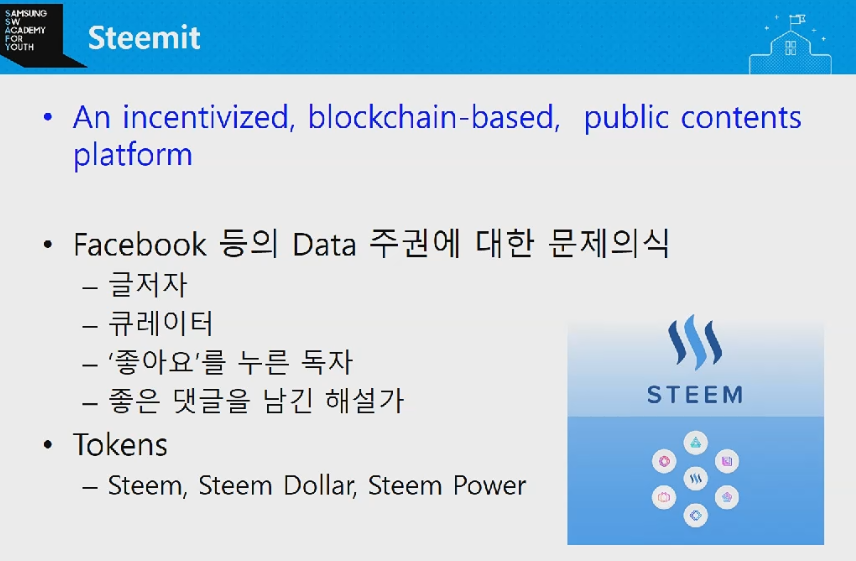 SAMSUNG
SW
ACADEMY
FOR
YOUTH
Steemit
• An incentivized, blockchain-based, public contents
platform
• Facebook 등의 Data 주권에 대한 문제의식
– 글저자
– 큐레이터
– ‘좋아요’를 누른 독자
– 좋은 댓글을 남긴 해설가
• Tokens
– Steem, Steem Dollar, Steem Power
STEEM